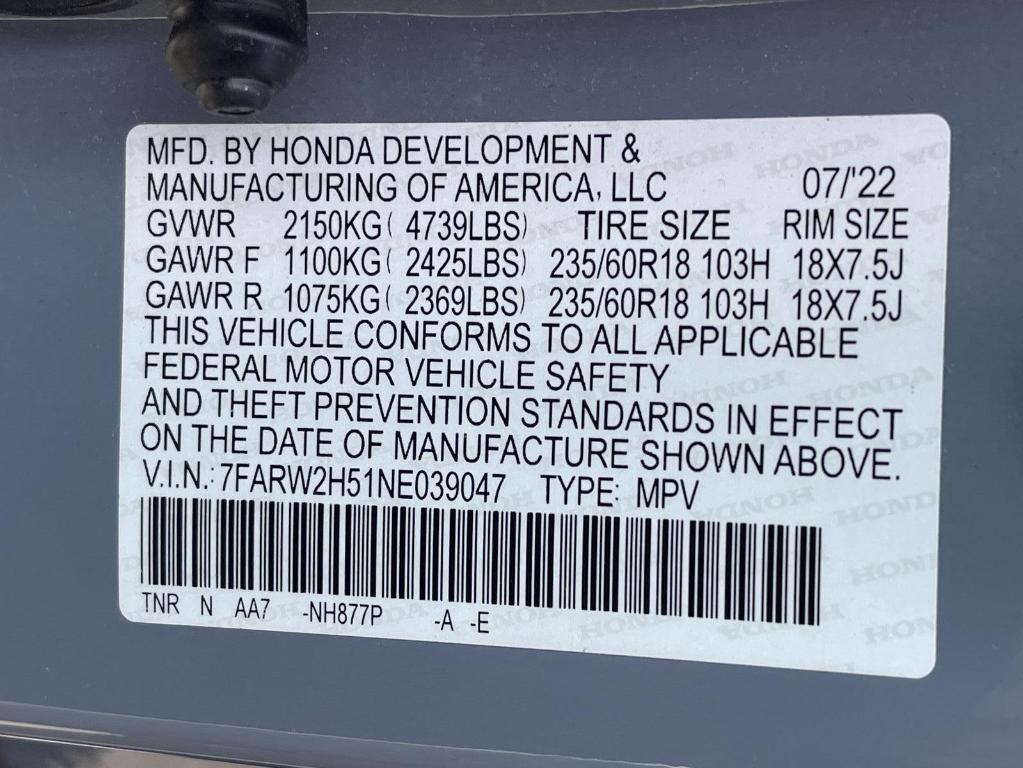 MFD. BY HONDA DEVELOPMENT &
MANUFACTURING OF AMERICA, LLC 07/'22
GVWR 2150KG( 4739LBS) TIRE SIZE RIM SIZE
GAWR F 1100KG( 2425LBS) 235/60R18 103H 18X7.5J
GAWR R 1075KG( 2369LBS) 235/60R18 103H 18X7.5J
THIS VEHICLE CONFORMS TO ALL APPLICABLE
FEDERAL MOTOR VEHICLE SAFETY
AND THEFT PREVENTION STANDARDS IN EFFECT
ON THE DATE OF MANUFACTURE SHOWN ABOVE.
V.I.N.: 7FARW2H51NE039047 TYPE: MPV
TNR N AA7 -NH877P -A -E